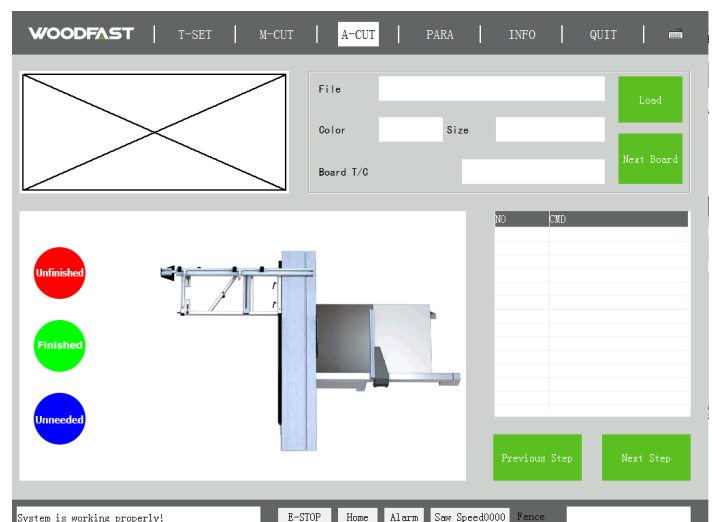 WOODFAST T-SET M-CUT A-CUT PARA INFO QUIT
File
Load
Color Size
Next Board
Board T/C
NO CMD
Unfinished
Finished
Unneeded
Previous Step Next Step
System is working properly! E-STOP Home Alarm Saw Speed0000 Fence